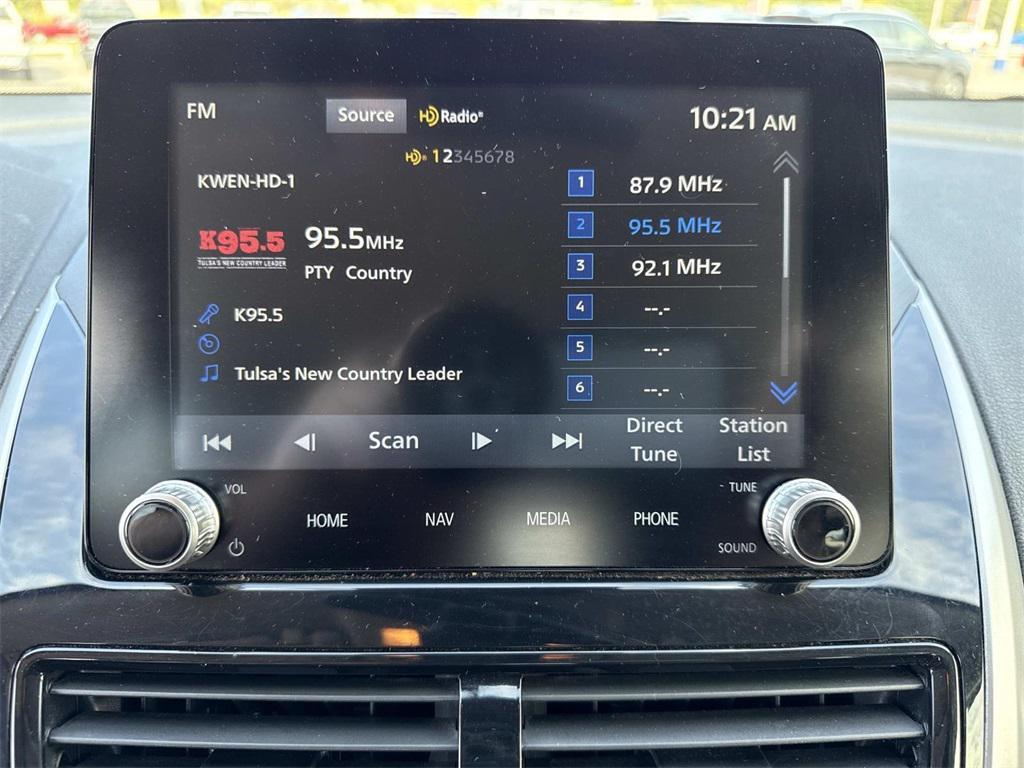 FM
Source
HD Radio®
10:21 AM
HD® 12345678
KWEN-HD-1
K95.5
TULSA'S NEW COUNTRY LEADER
95.5MHz
PTY Country
K95.5
Tulsa's New Country Leader
1 87.9 MHz
2 95.5 MHz
3 92.1 MHz
4 --.-
5 --.-
6 --.-
Scan
Direct Tune
Station List
VOL
HOME
NAV
MEDIA
PHONE
TUNE
SOUND